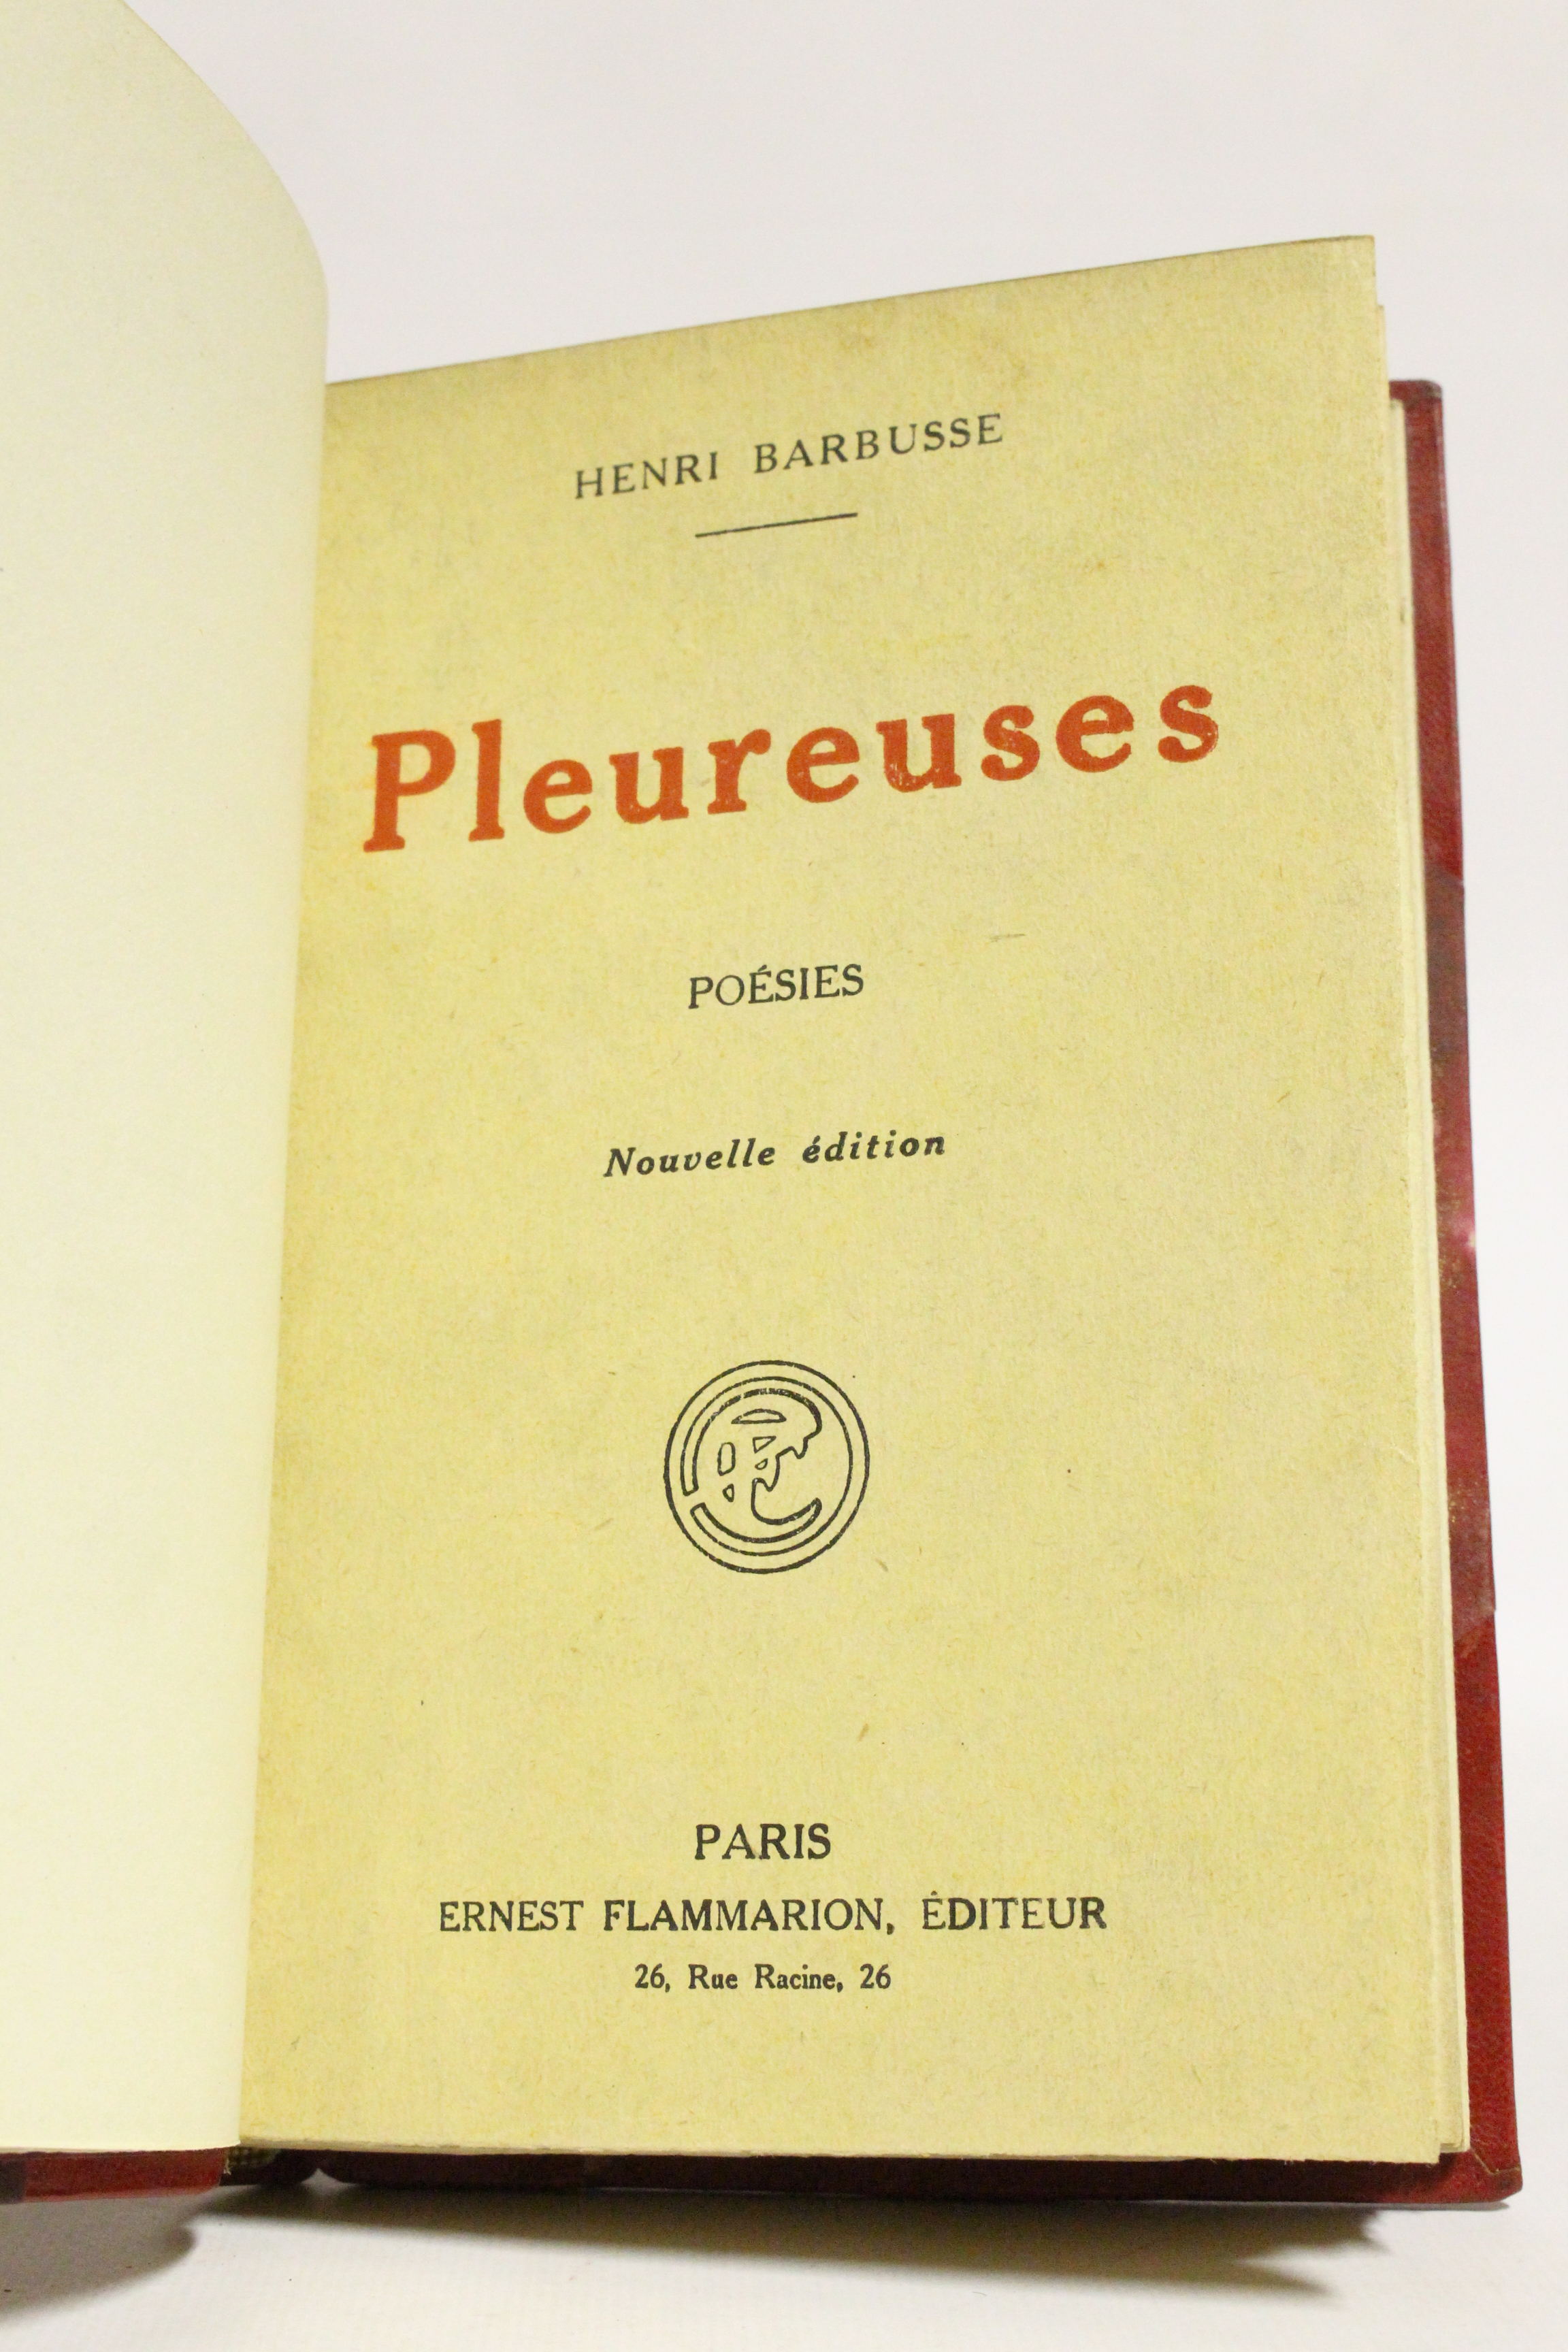 HENRI BARBUSSE
Pleureuses
POÉSIES
Nouvelle édition
PARIS
ERNEST FLAMMARION, ÉDITEUR
26, Rue Racine, 26